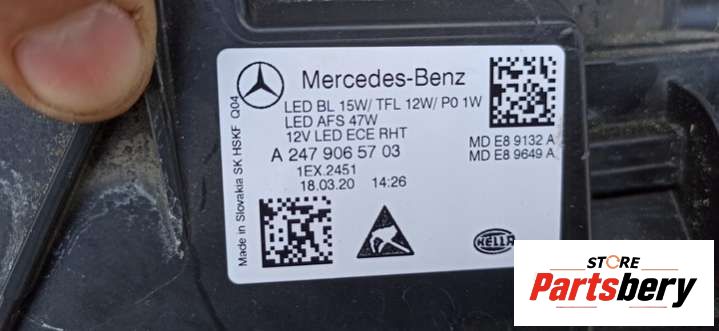 Mercedes-Benz
LED BL 15W/ TFL 12W/ PO 1W
LED AFS 47W
12V LED ECE RHT
MD E8 9132 A
A 247 906 57 03
MD E8 9649 A
1EX.2451
18.03.20 14:26
Made in Slovakia SK HSKF Q04
HELLA
STORE
Partsbery